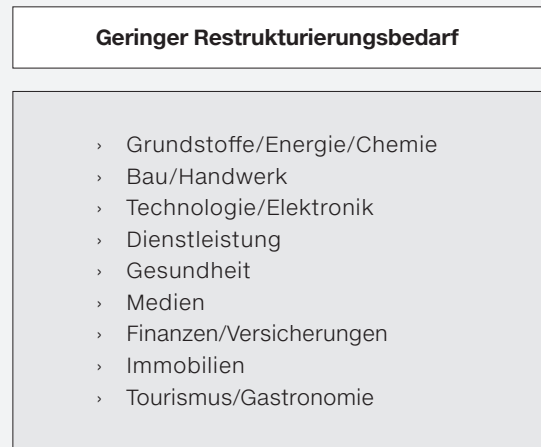 Geringer Restrukturierungsbedarf
› Grundstoffe/Energie/Chemie
› Bau/Handwerk
› Technologie/Elektronik
› Dienstleistung
› Gesundheit
› Medien
› Finanzen/Versicherungen
› Immobilien
› Tourismus/Gastronomie